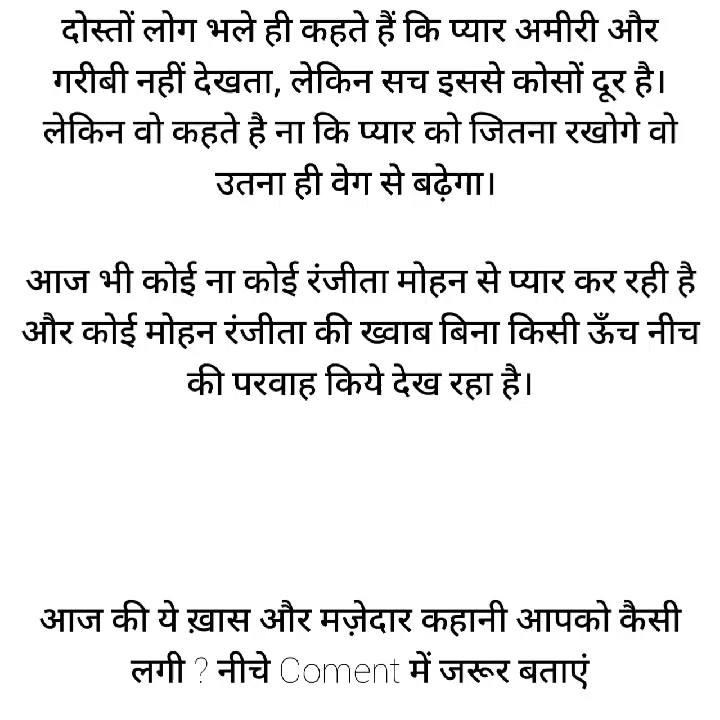 दोस्तों लोग भले ही कहते हैं कि प्यार अमीरी और
गरीबी नहीं देखता, लेकिन सच इससे कोसों दूर है।
लेकिन वो कहते है ना कि प्यार को जितना रखोगे वो
उतना ही वेग से बढ़ेगा।
आज भी कोई ना कोई रंजीता मोहन से प्यार कर रही है
और कोई मोहन रंजीता की ख्वाब बिना किसी ऊँच नीच
की परवाह किये देख रहा है।
आज की ये ख़ास और मज़ेदार कहानी आपको कैसी
लगी ? नीचे Coment में जरूर बताएं